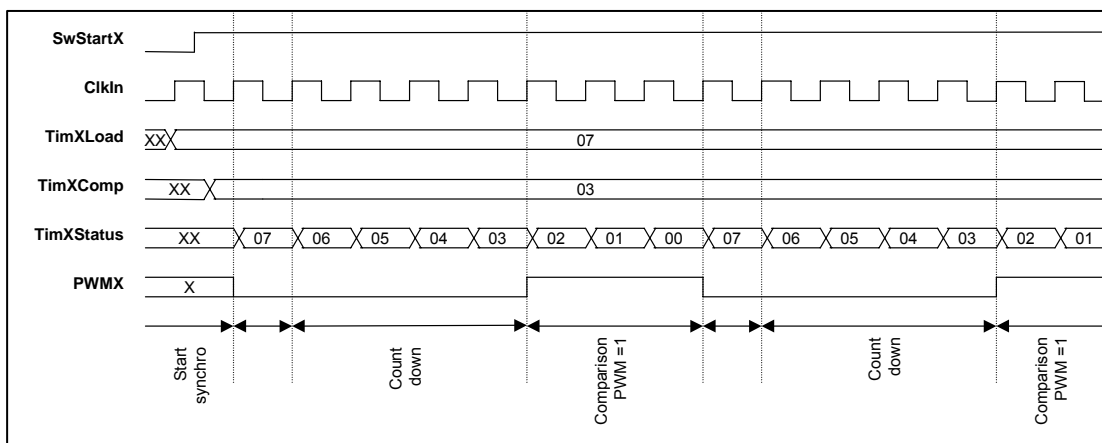 SwStartX
ClkIn
TimXLoad XX 07
TimXComp XX 03
TimXStatus XX 07 06 05 04 03 02 01 00 07 06 05 04 03 02 01
PWMX X
Start
synchro
Count
down
Comparison
PWM =1
Count
down
Comparison
PWM =1